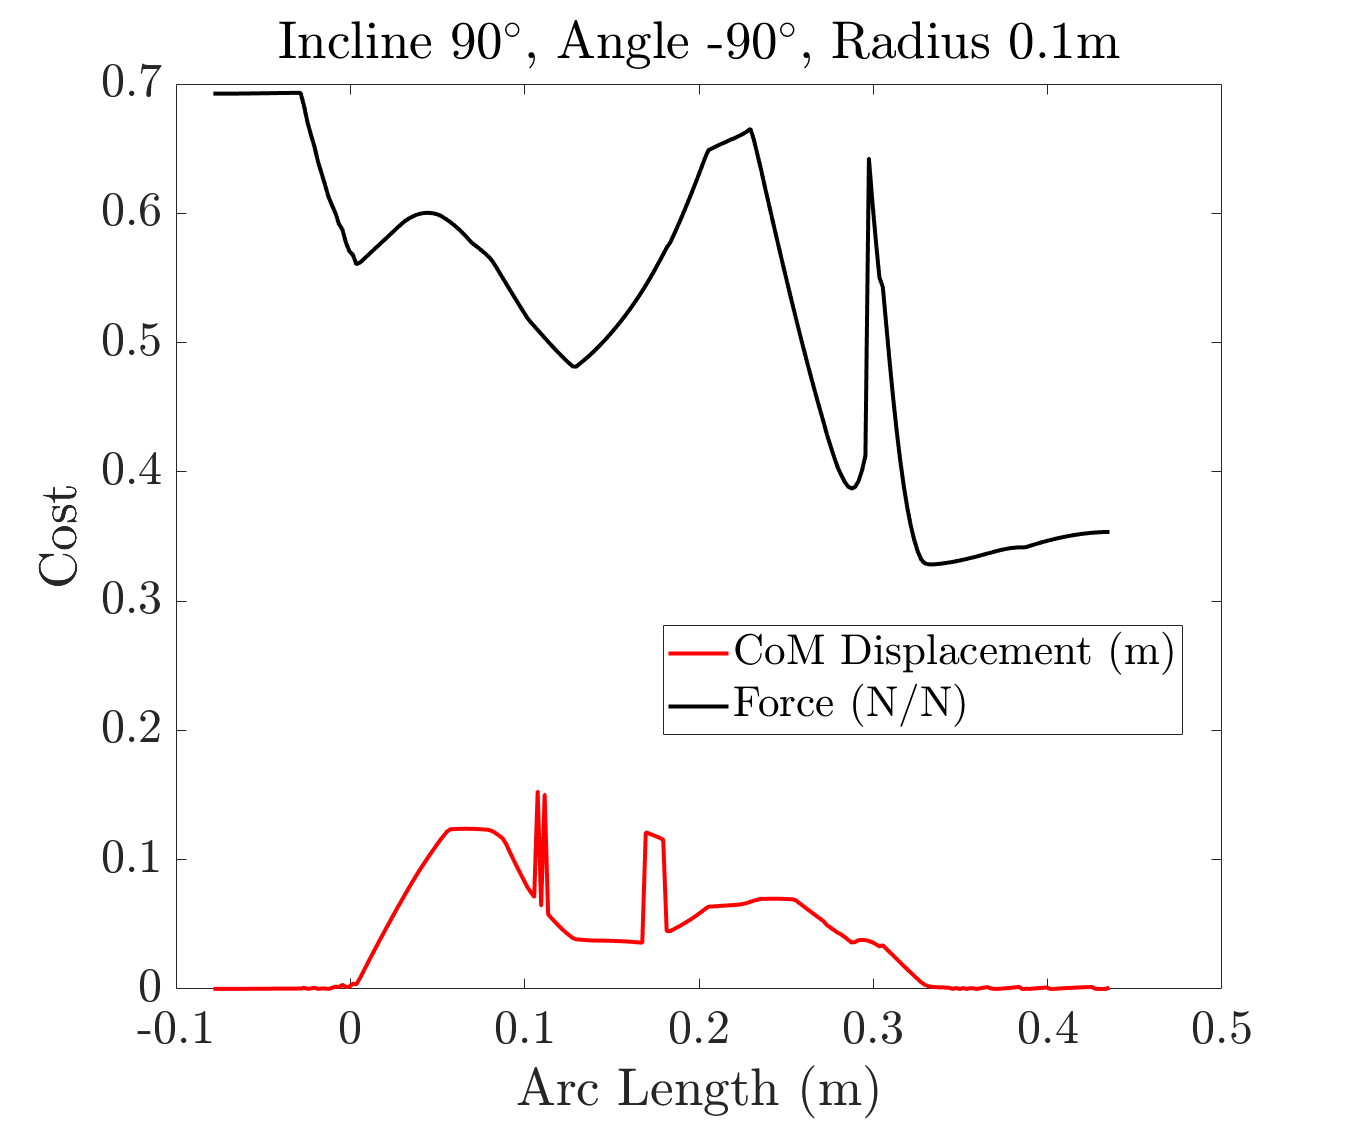 Incline 90°, Angle -90°, Radius 0.1m
0.7
0.6
0.5
0.4
0.3
0.2
0.1
0
Cost
CoM Displacement (m)
Force (N/N)
-0.1 0 0.1 0.2 0.3 0.4 0.5
Arc Length (m)